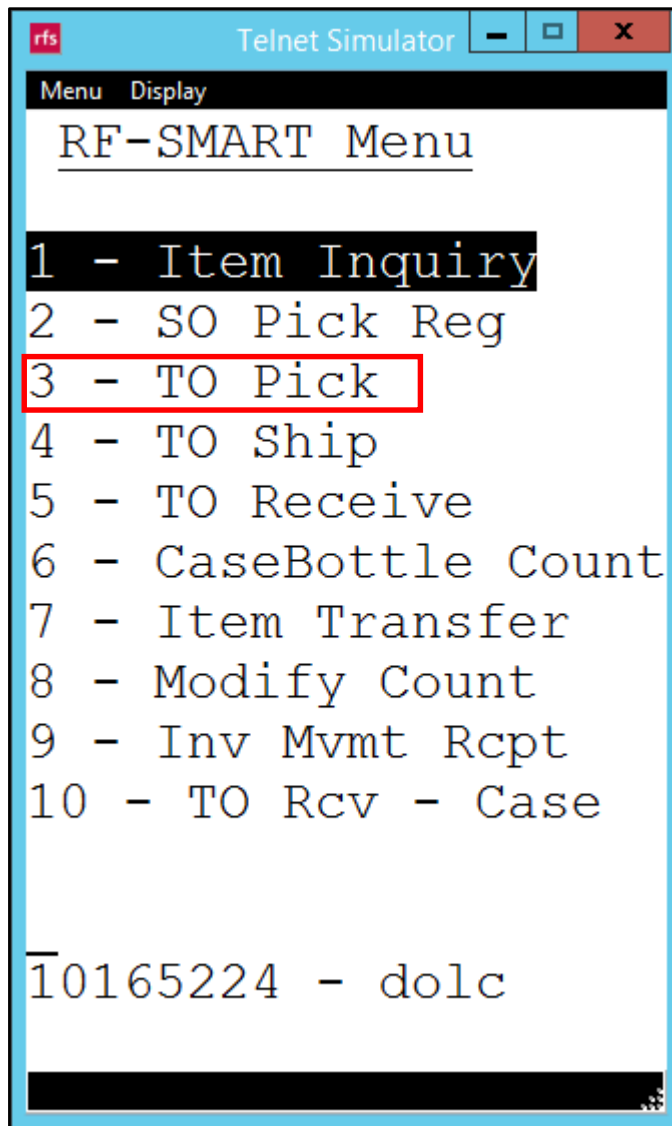 rfs Telnet Simulator
Menu Display
RF-SMART Menu
1 - Item Inquiry
2 - SO Pick Reg
3 - TO Pick
4 - TO Ship
5 - TO Receive
6 - CaseBottle Count
7 - Item Transfer
8 - Modify Count
9 - Inv Mvmt Rcpt
10 - TO Rcv - Case
10165224 - dolc